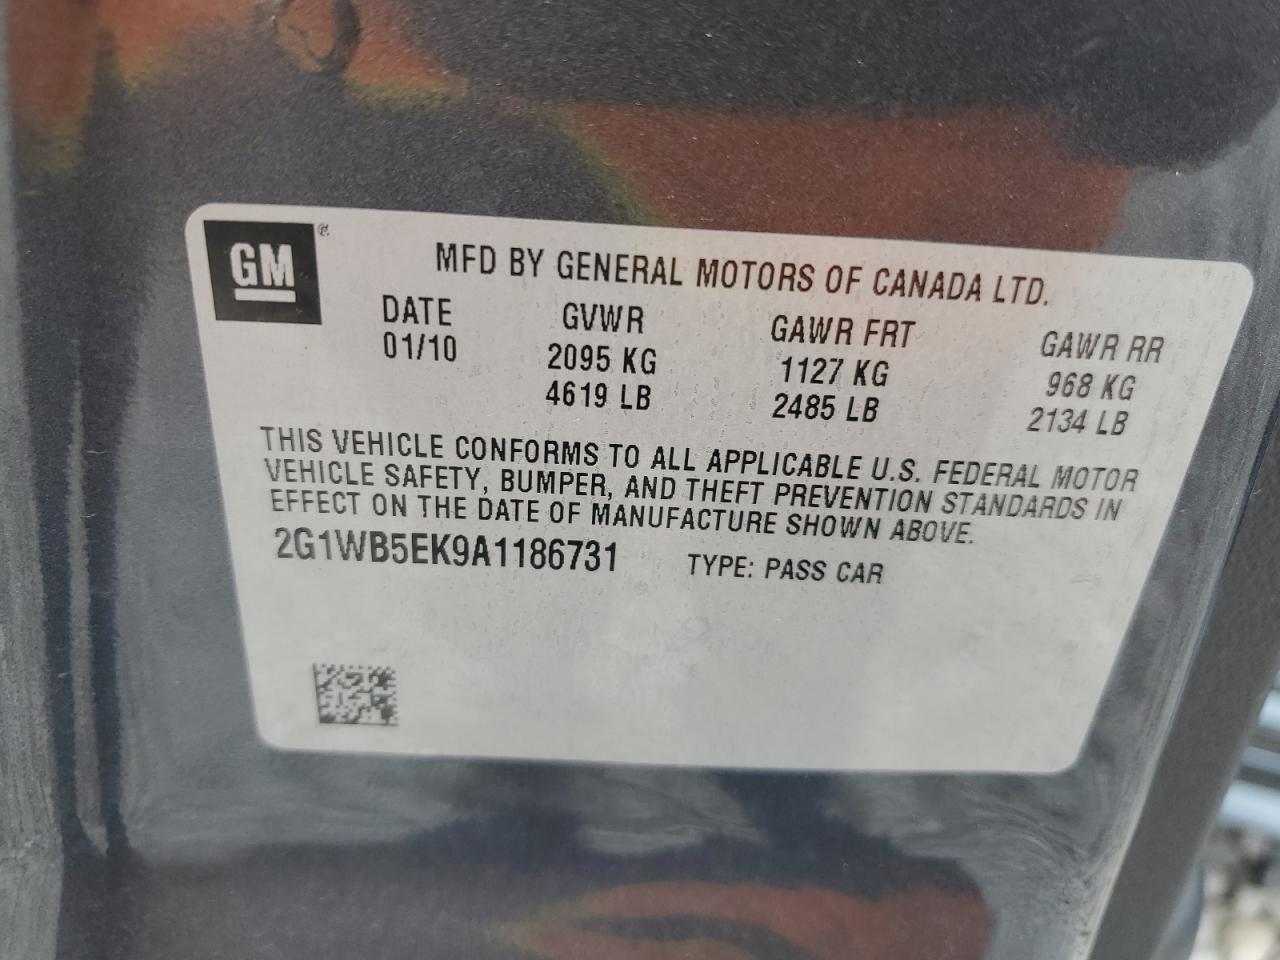 GM®
MFD BY GENERAL MOTORS OF CANADA LTD.
DATE GVWR GAWR FRT GAWR RR
01/10 2095 KG 1127 KG 968 KG
4619 LB 2485 LB 2134 LB
THIS VEHICLE CONFORMS TO ALL APPLICABLE U.S. FEDERAL MOTOR
VEHICLE SAFETY, BUMPER, AND THEFT PREVENTION STANDARDS IN
EFFECT ON THE DATE OF MANUFACTURE SHOWN ABOVE.
2G1WB5EK9A1186731 TYPE: PASS CAR